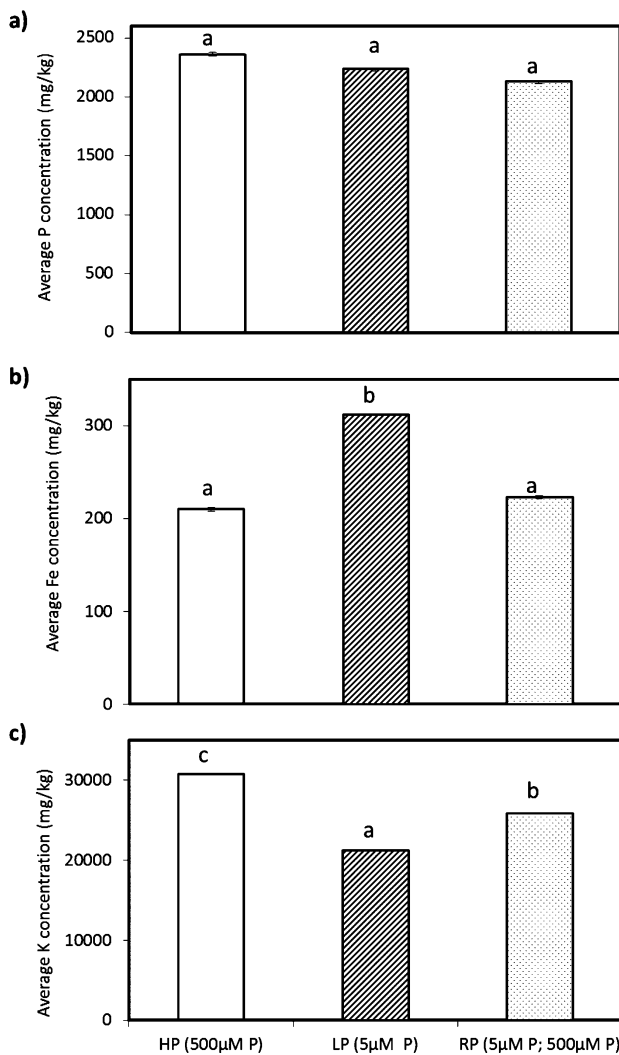 a)
Average P concentration (mg/kg)
2500
2000
1500
1000
500
0
a
a
a
b)
Average Fe concentration (mg/kg)
300
200
100
0
a
b
a
c)
Average K concentration (mg/kg)
30000
20000
10000
0
c
a
b
HP (500µM P)
LP (5µM P)
RP (5µM P; 500µM P)